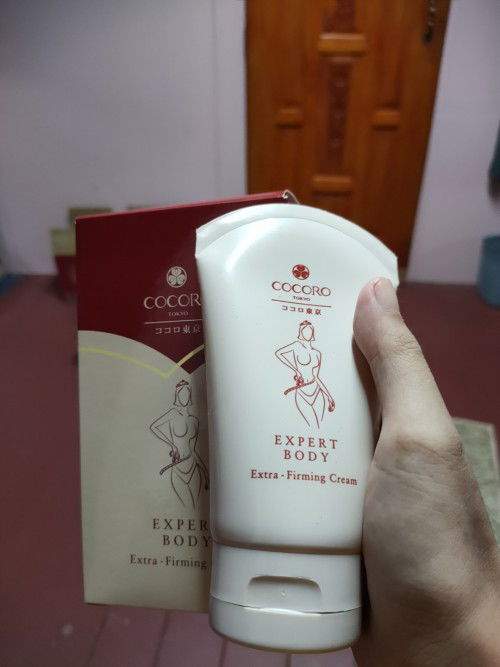 COCORO
TOKYO
ココロ東京
EXPER
BODY
Extra - Firming
COCORO
TOKYO
ココロ東京
EXPERT
BODY
Extra - Firming Cream